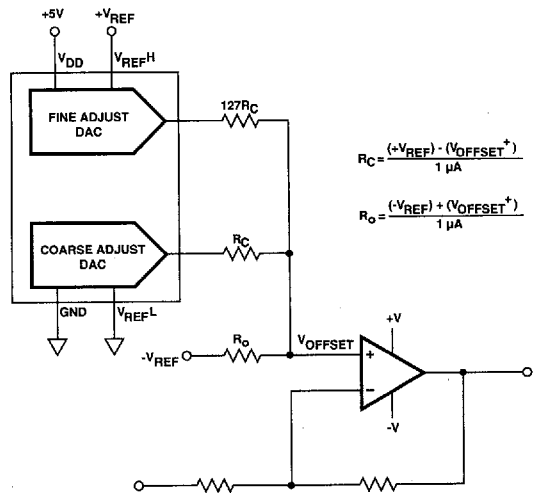 +5V
+VREF
VDD
VREFH
FINE ADJUST
DAC
127RC
RC = (+VREF) - (VOFFSET+)
1 µA
Ro = (-VREF) + (VOFFSET+)
1 µA
COARSE ADJUST
DAC
RC
GND
VREFL
-VREF
Ro
VOFFSET
+V
+
−
-V